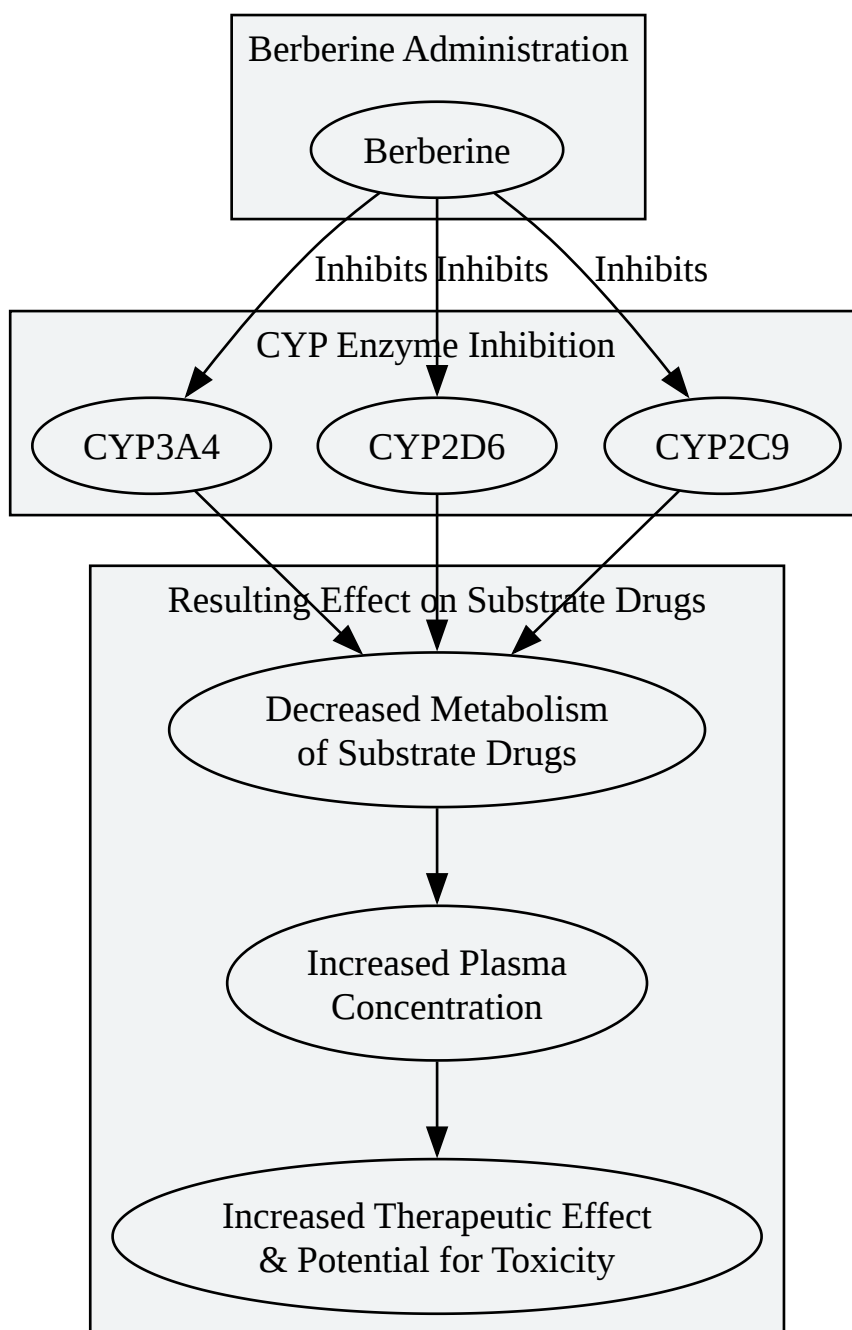 Berberine Administration
Berberine
Inhibits Inhibits Inhibits
CYP Enzyme Inhibition
CYP3A4 CYP2D6 CYP2C9
Resulting Effect on Substrate Drugs
Decreased Metabolism
of Substrate Drugs
Increased Plasma
Concentration
Increased Therapeutic Effect
& Potential for Toxicity